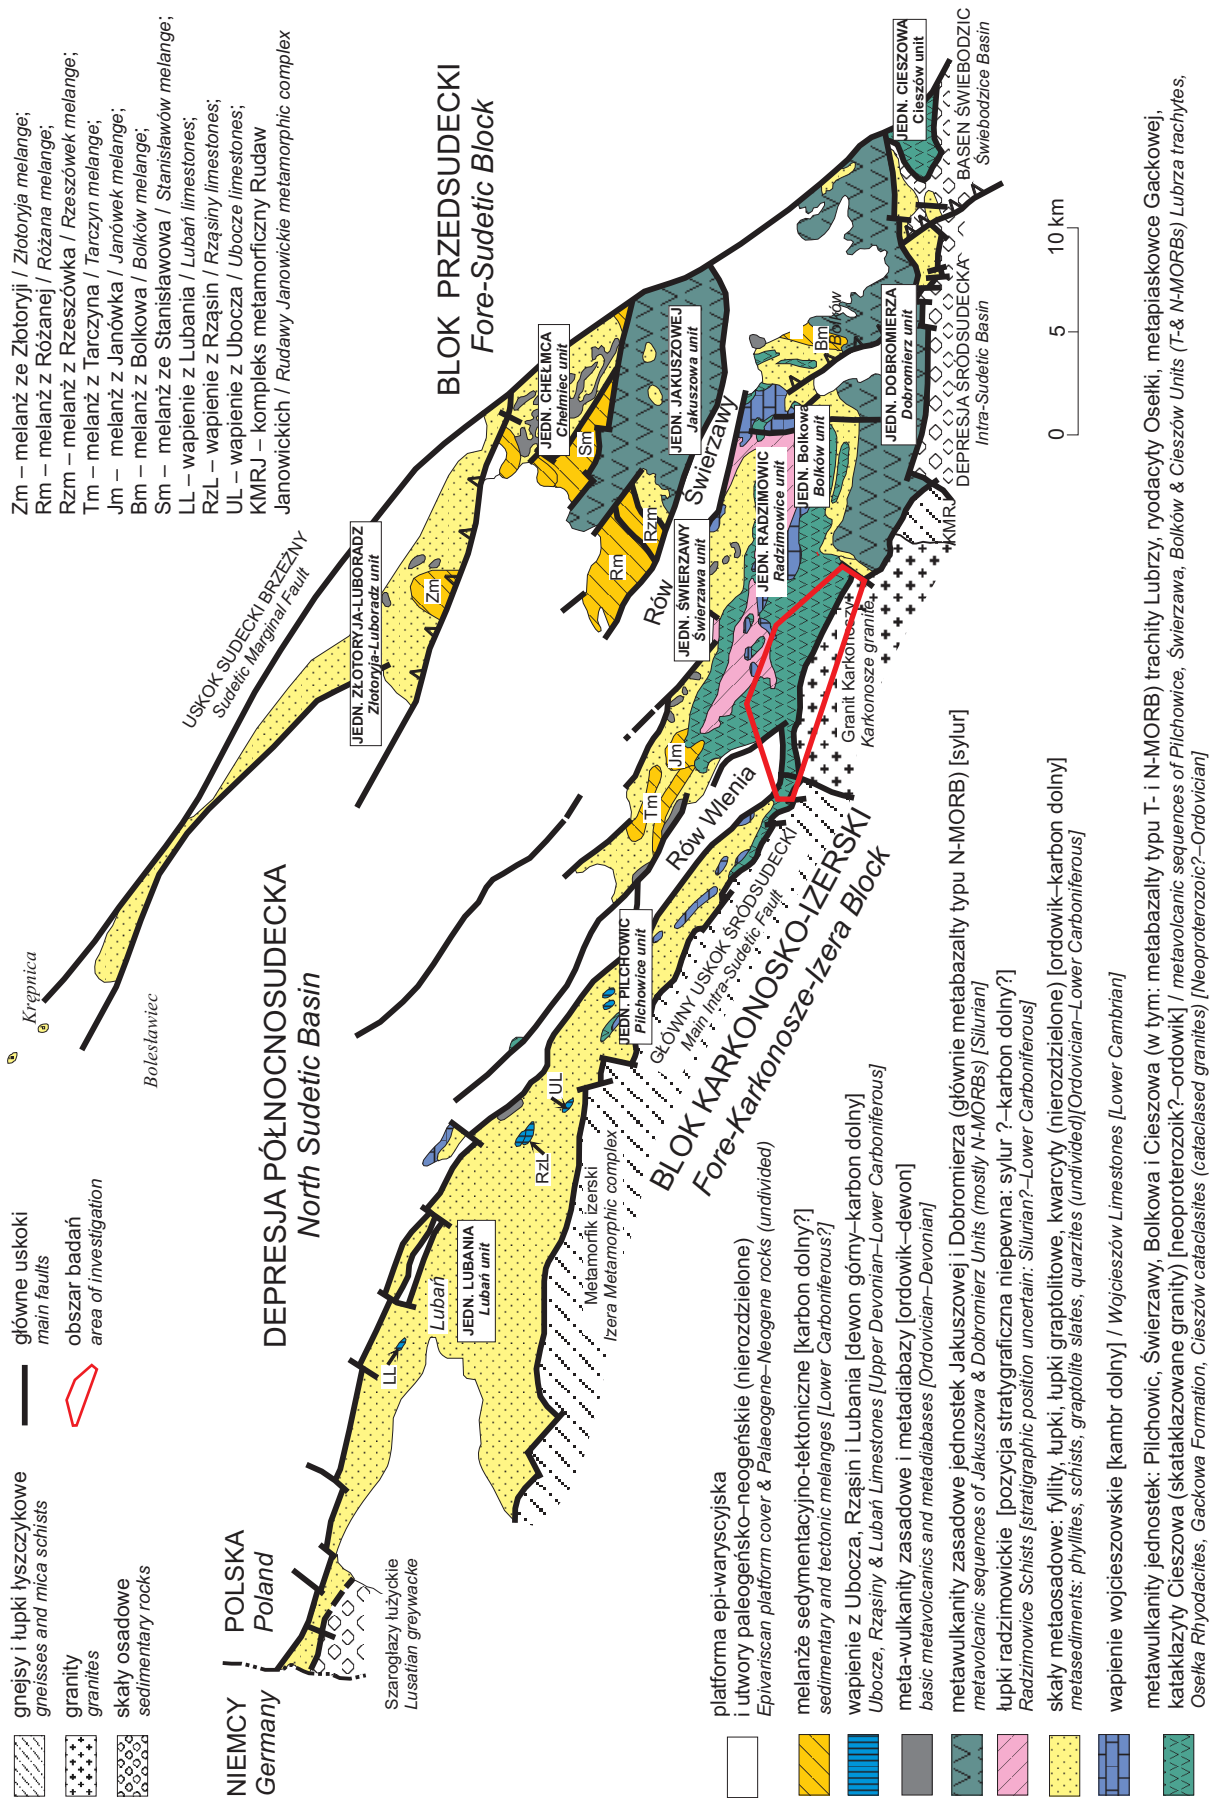 gnejsy i łupki łyszczykowe
gneisses and mica schists
granity
granites
skały osadowe
sedimentary rocks
główne uskoki
main faults
obszar badań
area of investigation
Zm – melanż ze Złotoryji / Złotoryja melange;
Rm – melanż z Różanej / Różana melange;
Rzm – melanż z Rzeszówka / Rzeszówek melange;
Tm – melanż z Tarczyna / Tarczyn melange;
Jm – melanż z Janówka / Janówek melange;
Bm – melanż z Bolkowa / Bolków melange;
Sm – melanż ze Stanisławowa / Stanisławów melange;
LL – wapienie z Lubania / Lubań limestones;
RzL – wapienie z Rząsin / Rząsiny limestones;
UL – wapienie z Ubocza / Ubocze limestones;
KMRJ – kompleks metamorficzny Rudaw
Janowickich / Rudawy Janowickie metamorphic complex
NIEMCY
Germany
POLSKA
Poland
Szarogłazy łużyckie
Lusatian greywacke
DEPRESJA PÓŁNOCNOSUDECKA
North Sudetic Basin
Krępnica
Bolesławiec
USKOK SUDECKI BRZEŻNY
Sudetic Marginal Fault
BLOK PRZEDSUDECKI
Fore-Sudetic Block
JEDN. ZŁOTORYJA-LUBORADZ
Złotoryja-Luboradz unit
Zm
JEDN. CHEŁMCA
Chełmiec unit
Sm
Rm
Rzm
JEDN. JAKUSZOWEJ
Jakuszowa unit
Rów Świerzawy
JEDN. ŚWIERZAWY
Świerzawa unit
JEDN. RADZIMOWIC
Radzimowice unit
JEDN. Bolkowa
Bolków unit
Bm
Bolków
JEDN. DOBROMIERZA
Dobromierz unit
JEDN. CIESZOWA
Cieszów unit
BASEN ŚWIEBODZIC
Świebodzice Basin
DEPRESJA ŚRÓDSUDECKA
Intra-Sudetic Basin
KMRJ
Granit Karkonoszy
Karkonosze granite
Jm
Tm
Rów Wlenia
JEDN. PILCHOWIC
Pilchowice unit
GŁÓWNY USKOK ŚRÓDSUDECKI
Main Intra-Sudetic Fault
BLOK KARKONOSKO-IZERSKI
Fore-Karkonosze-Izera Block
UL
RzL
LL
Lubań
JEDN. LUBANIA
Lubań unit
Metamorfik izerski
Izera Metamorphic complex
0 5 10 km
platforma epi-waryscyjska
i utwory paleogeńsko–neogeńskie (nierozdzielone)
Epivariscan platform cover & Palaeogene–Neogene rocks (undivided)
melanże sedymentacyjno-tektoniczne [karbon dolny?]
sedimentary and tectonic melanges [Lower Carboniferous?]
wapienie z Ubocza, Rząsin i Lubania [dewon górny–karbon dolny]
Ubocze, Rząsiny & Lubań Limestones [Upper Devonian–Lower Carboniferous]
meta-wulkanity zasadowe i metadiabazy [ordowik–dewon]
basic metavolcanics and metadiabases [Ordovician–Devonian]
metawulkanity zasadowe jednostek Jakuszowej i Dobromierza (głównie metabazalty typu N-MORB) [sylur]
metavolcanic sequences of Jakuszowa & Dobromierz Units (mostly N-MORBs) [Silurian]
łupki radzimowickie [pozycja stratygraficzna niepewna: sylur ?–karbon dolny?]
Radzimowice Schists [stratigraphic position uncertain: Silurian?–Lower Carboniferous]
skały metaosadowe: fyllity, łupki, łupki graptolitowe, kwarcyty (nierozdzielone) [ordowik–karbon dolny]
metasediments: phyllites, schists, graptolite slates, quarzites (undivided)[Ordovician–Lower Carboniferous]
wapienie wojcieszowskie [kambr dolny] / Wojcieszów Limestones [Lower Cambrian]
metawulkanity jednostek: Pilchowic, Świerzawy, Bolkowa i Cieszowa (w tym: metabazalty typu T- i N-MORB) trachity Lubrzy, ryodacyty Osełki, metapiaskowce Gackowej,
kataklazyty Cieszowa (skataklazowane granity) [neoproterozoik?–ordowik] / metavolcanic sequences of Pilchowice, Świerzawa, Bolków & Cieszów Units (T-& N-MORBs) Lubrza trachytes,
Osełka Rhyodacites, Gackowa Formation, Cieszów cataclasites (cataclased granites) [Neoproterozoic?–Ordovician]